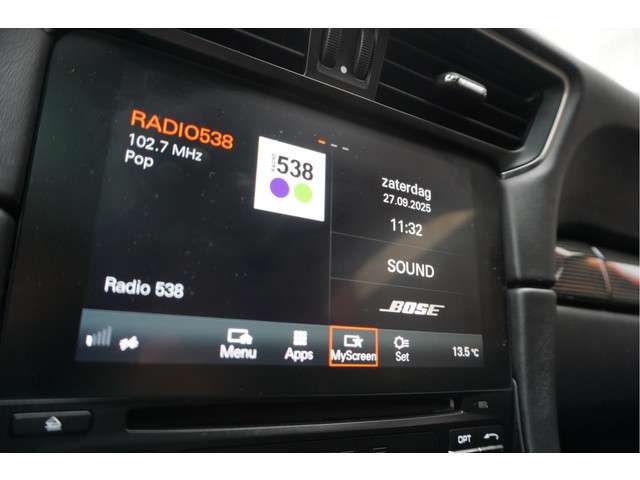 RADIO538
102.7 MHz
Pop
RADIO
538
zaterdag
27.09.2025
11:32
SOUND
BOSE
Radio 538
Menu
Apps
MyScreen
Set
13.5 °C
OPT